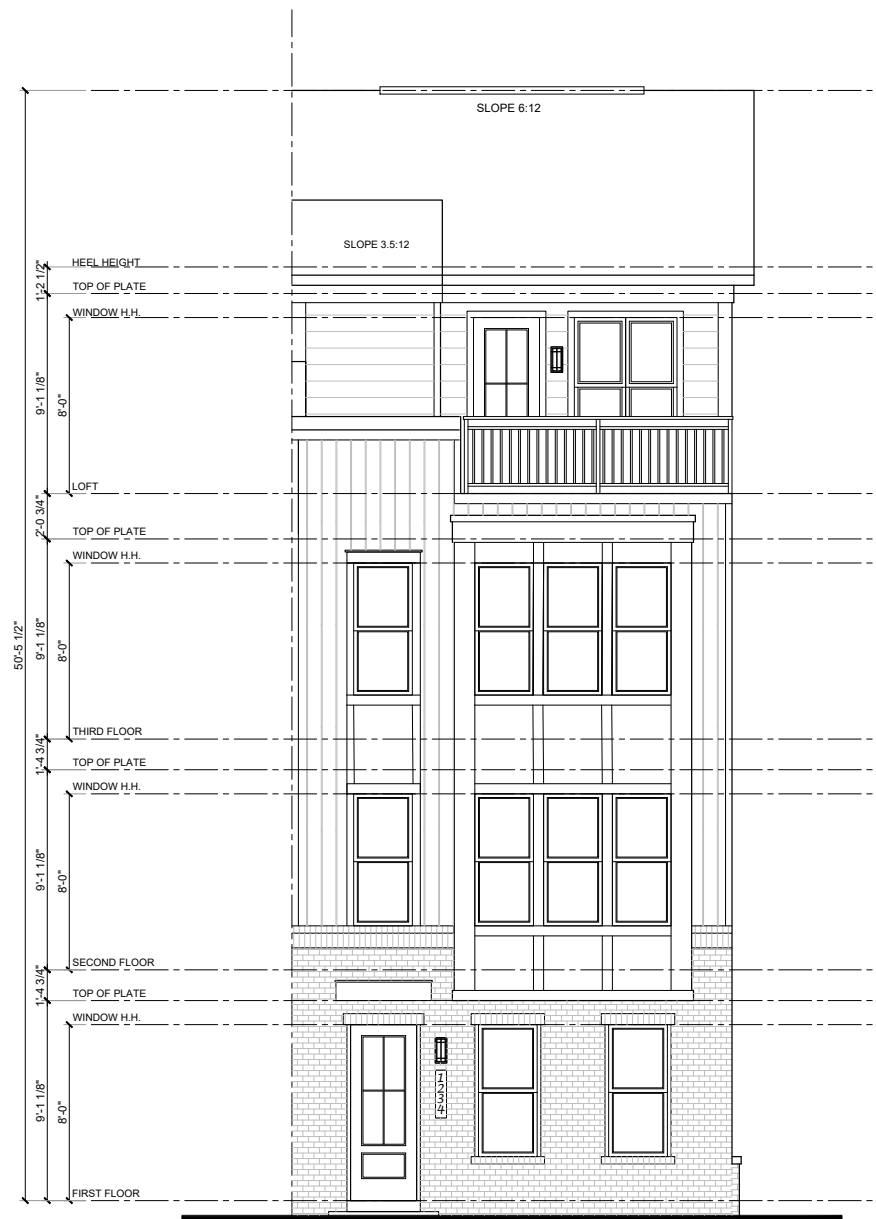 SLOPE 6:12
SLOPE 3.5:12
HEEL HEIGHT
1'-2 1/2"
TOP OF PLATE
WINDOW H.H.
9'-1 1/8"
8'-0"
LOFT
2'-0 3/4"
TOP OF PLATE
WINDOW H.H.
50'-5 1/2"
9'-1 1/8"
8'-0"
THIRD FLOOR
1'-4 3/4"
TOP OF PLATE
WINDOW H.H.
9'-1 1/8"
8'-0"
SECOND FLOOR
1'-4 3/4"
TOP OF PLATE
WINDOW H.H.
1234
9'-1 1/8"
8'-0"
FIRST FLOOR